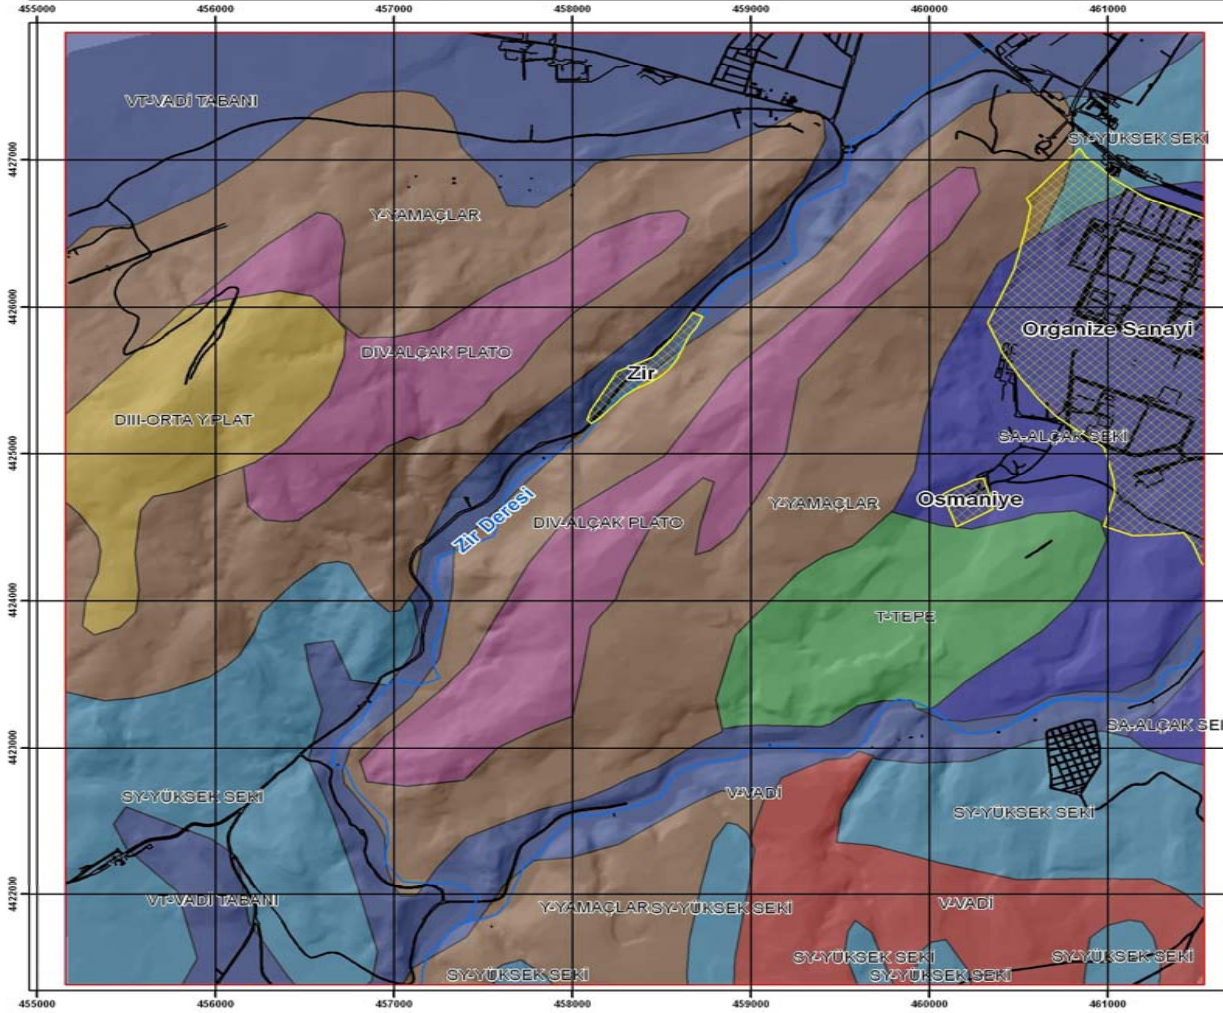 455000 456000 457000 458000 459000 460000 461000
VT-VADİ TABANI
SY-YÜKSEK SEKİ
4427000
Y-YAMAÇLAR
4426000
Organize Sanayi
DIV-ALÇAK PLATO
Zir
DIII-ORTA Y.PLAT
SA-ALÇAK SEKİ
4425000
Osmaniye
Y-YAMAÇLAR
Zir Deresi
DIV-ALÇAK PLATO
4424000
T-TEPE
SA-ALÇAK SEKİ
4423000
V-VADİ
SY-YÜKSEK SEKİ
SY-YÜKSEK SEKİ
4422000
VT-VADİ TABANI
Y-YAMAÇLAR SY-YÜKSEK SEKİ
V-VADİ
SY-YÜKSEK SEKİ
SY-YÜKSEK SEKİ
SY-YÜKSEK SEKİ
SY-YÜKSEK SEKİ
455000 456000 457000 458000 459000 460000 461000